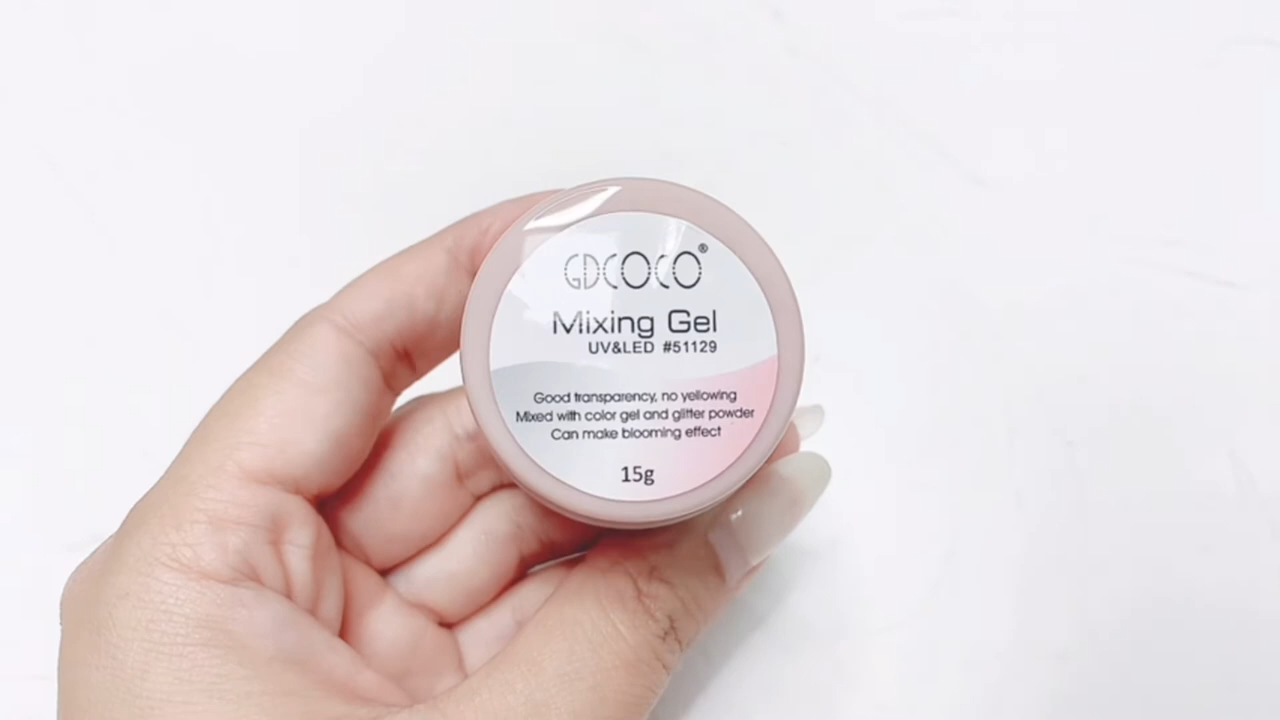 GDCOCO®
Mixing Gel
UV&LED #51129
Good transparency, no yellowing
Mixed with color gel and glitter powder
Can make blooming effect
15g